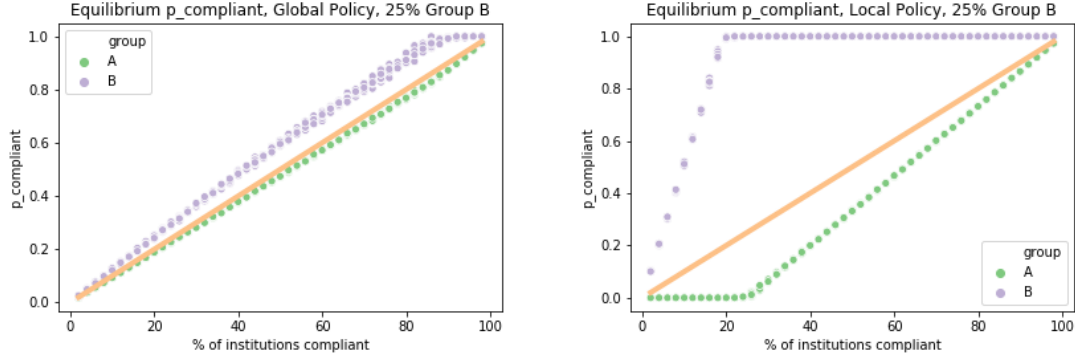 Equilibrium p_compliant, Global Policy, 25% Group B
1.0
0.8
0.6
0.4
0.2
0.0
p_compliant
group
A
B
0
20
40
60
80
100
% of institutions compliant
Equilibrium p_compliant, Local Policy, 25% Group B
1.0
0.8
0.6
0.4
0.2
0.0
p_compliant
group
A
B
0
20
40
60
80
100
% of institutions compliant